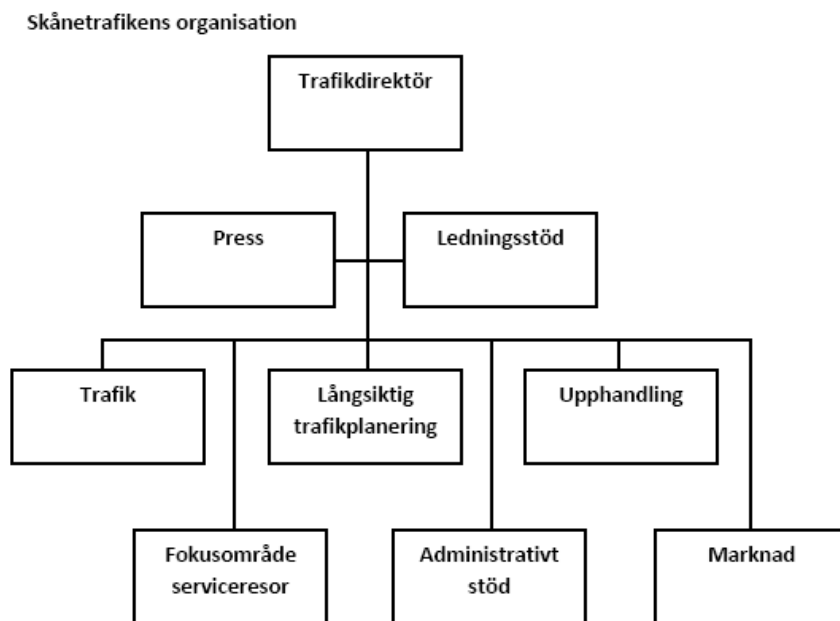 Skånetrafikens organisation
Trafikdirektör
Press
Ledningsstöd
Trafik
Långsiktig
trafikplanering
Upphandling
Fokusområde
serviceresor
Administrativt
stöd
Marknad